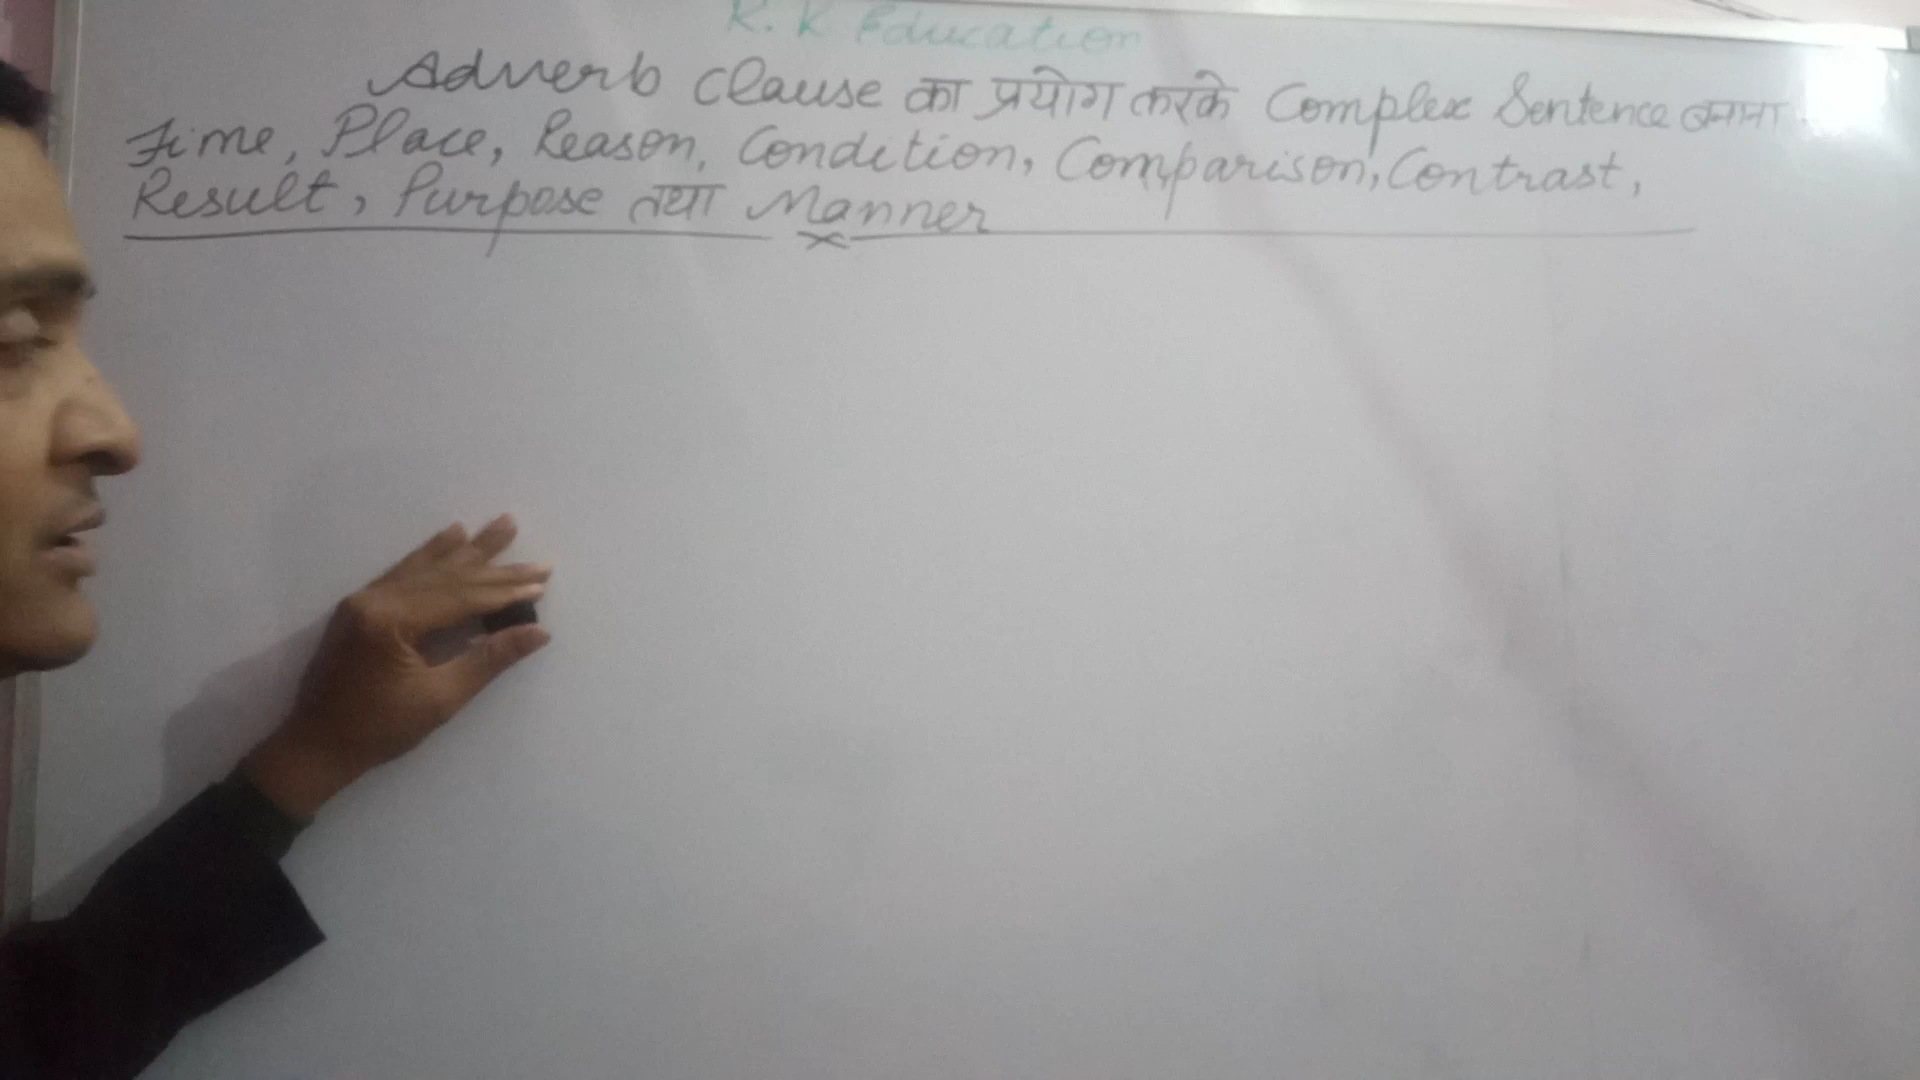 R. K Education
Adverb clause का प्रयोग करके Complex Sentence बनाना.
Time, Place, Reason, Condition, Comparison, Contrast,
Result, Purpose तथा Manner